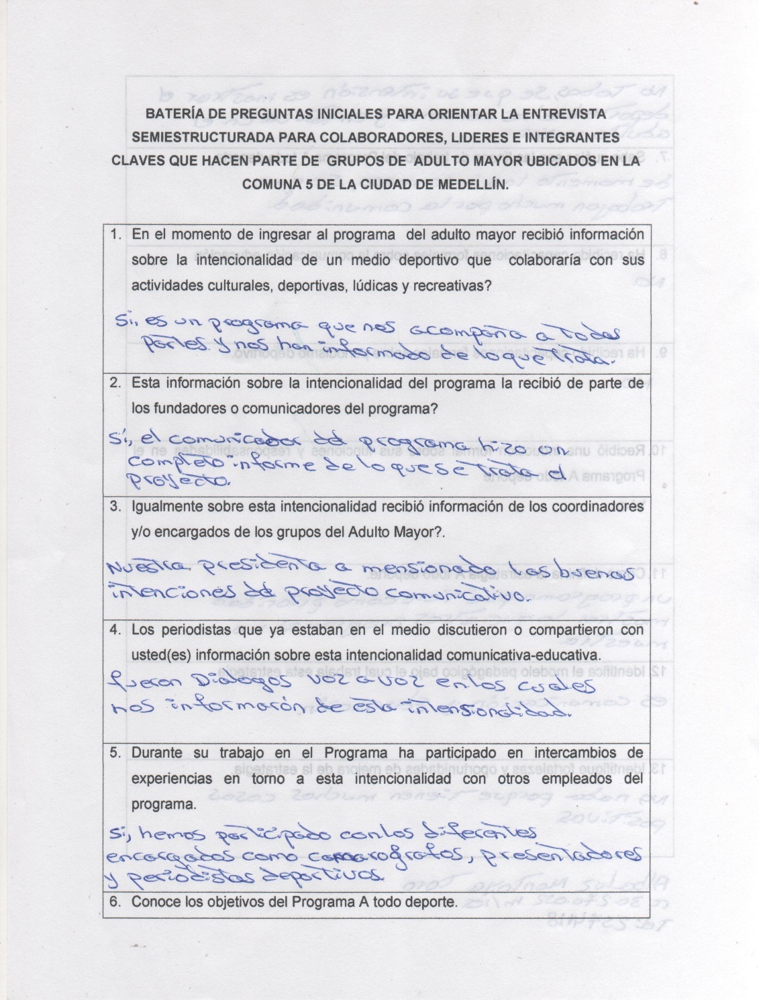 BATERÍA DE PREGUNTAS INICIALES PARA ORIENTAR LA ENTREVISTA
SEMIESTRUCTURADA PARA COLABORADORES, LIDERES E INTEGRANTES
CLAVES QUE HACEN PARTE DE GRUPOS DE ADULTO MAYOR UBICADOS EN LA
COMUNA 5 DE LA CIUDAD DE MEDELLÍN.
1. En el momento de ingresar al programa del adulto mayor recibió información
sobre la intencionalidad de un medio deportivo que colaboraría con sus
actividades culturales, deportivas, lúdicas y recreativas?
Si, es un programa que nos acompaña a todas
partes y nos han informado de lo que trata.
2. Esta información sobre la intencionalidad del programa la recibió de parte de
los fundadores o comunicadores del programa?
Sí, el comunicador del programa hizo un
completo informe de lo que se trata el
proyecto.
3. Igualmente sobre esta intencionalidad recibió información de los coordinadores
y/o encargados de los grupos del Adulto Mayor?.
Nuestra presidenta a mensionado las buenas
intenciones del proyecto comunicativo.
4. Los periodistas que ya estaban en el medio discutieron o compartieron con
usted(es) información sobre esta intencionalidad comunicativa-educativa.
fueron Dialogos voz a voz en los cuales
nos informarón de esta intensionalidad.
5. Durante su trabajo en el Programa ha participado en intercambios de
experiencias en torno a esta intencionalidad con otros empleados del
programa.
Si, hemos participado con los diferentes
encargados como camarografos, presentadores
y periodistas deportivos.
6. Conoce los objetivos del Programa A todo deporte.